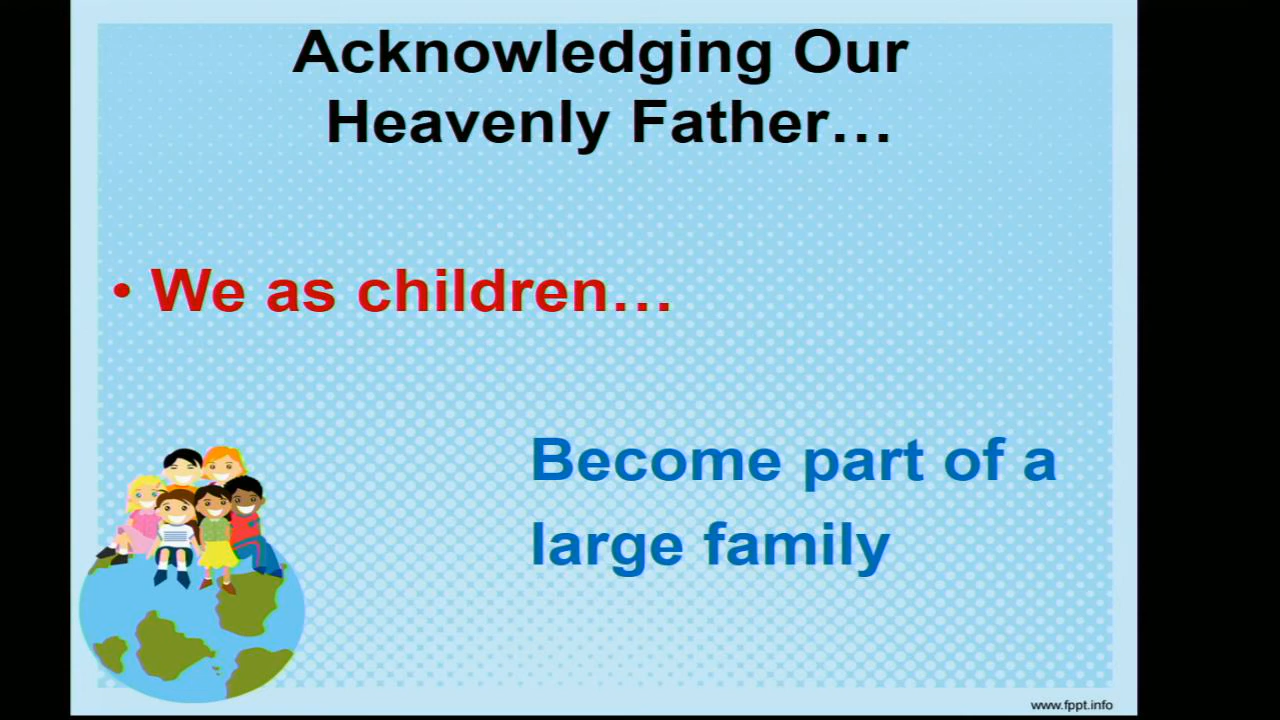 Acknowledging Our
Heavenly Father…
• We as children…
Become part of a
large family
www.fppt.info